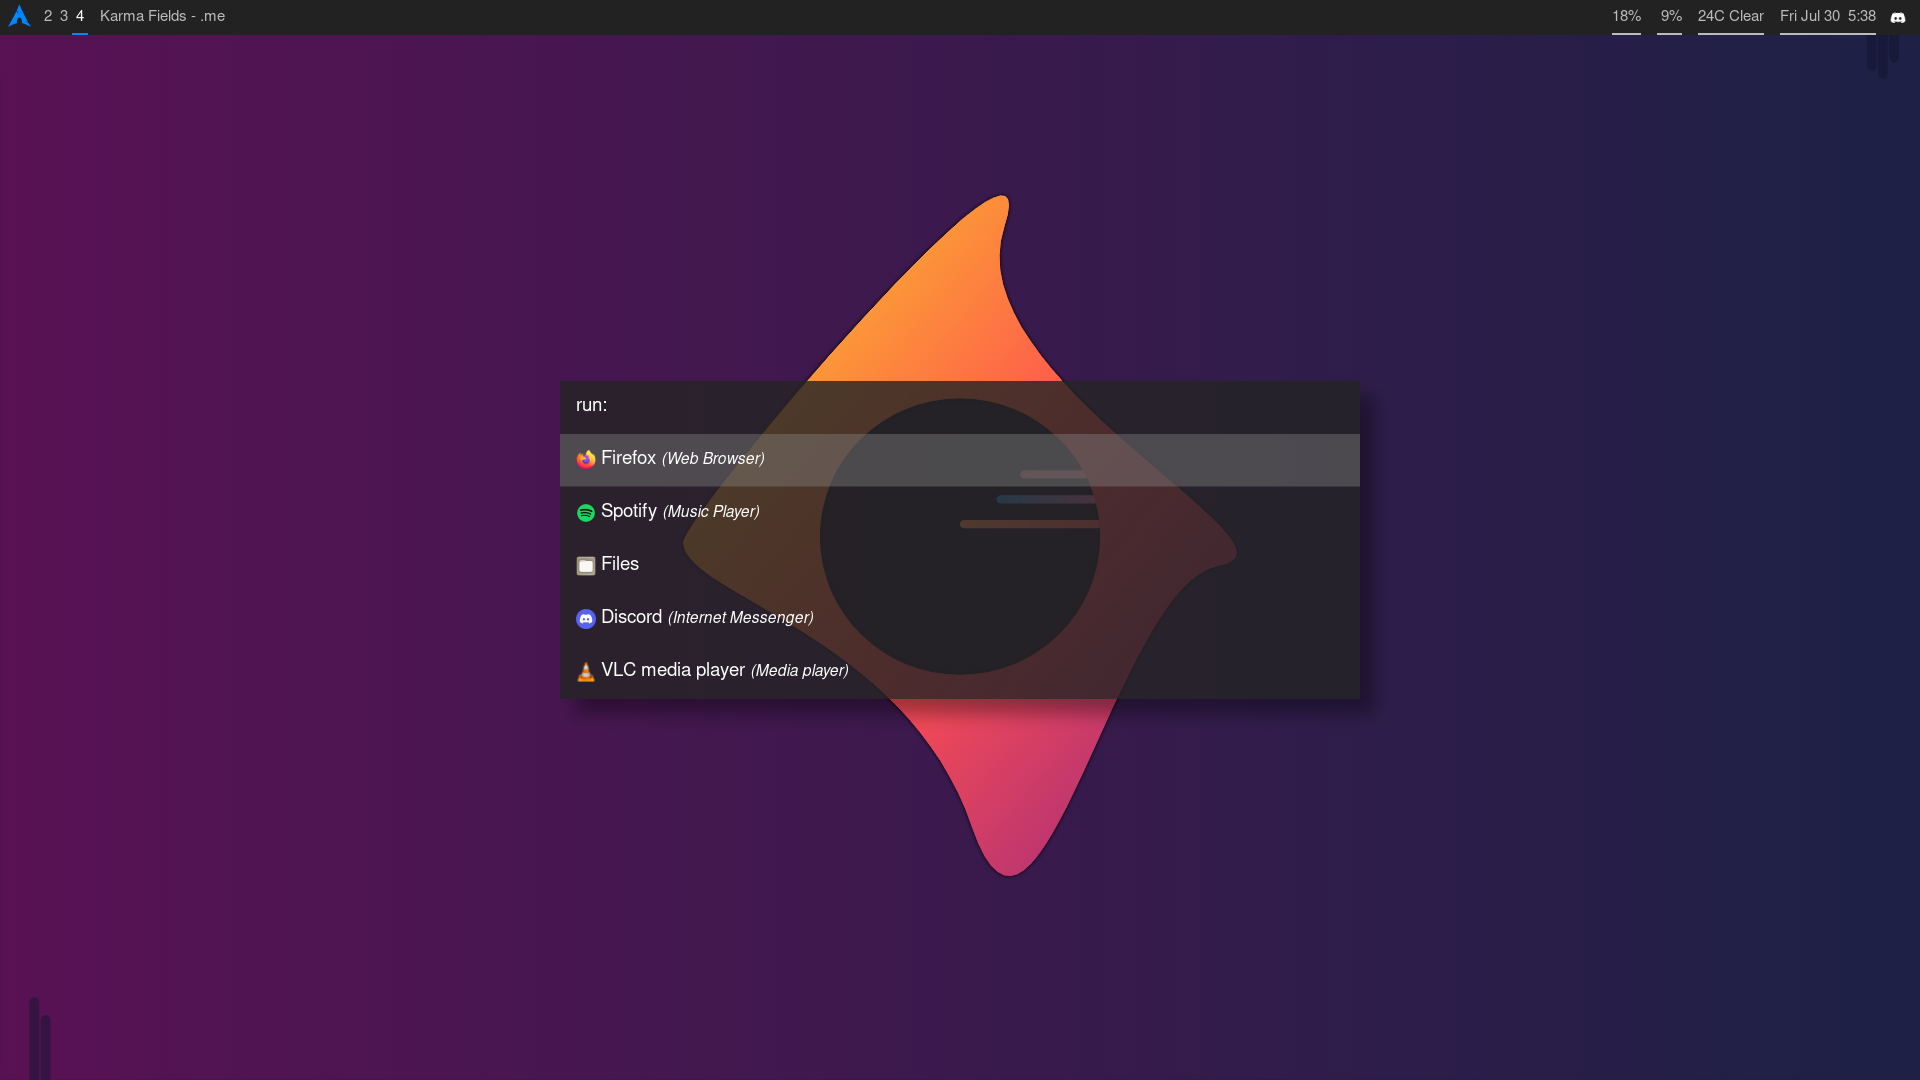 2 3 4 Karma Fields - .me 18% 9% 24C Clear Fri Jul 30 5:38
run:
Firefox (Web Browser)
Spotify (Music Player)
Files
Discord (Internet Messenger)
VLC media player (Media player)